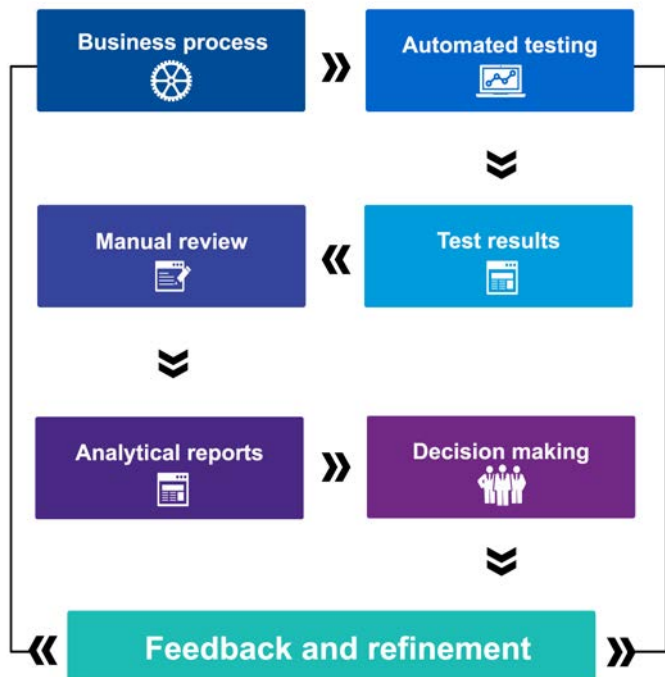 Business process
Automated testing
Test results
Manual review
Analytical reports
Decision making
Feedback and refinement